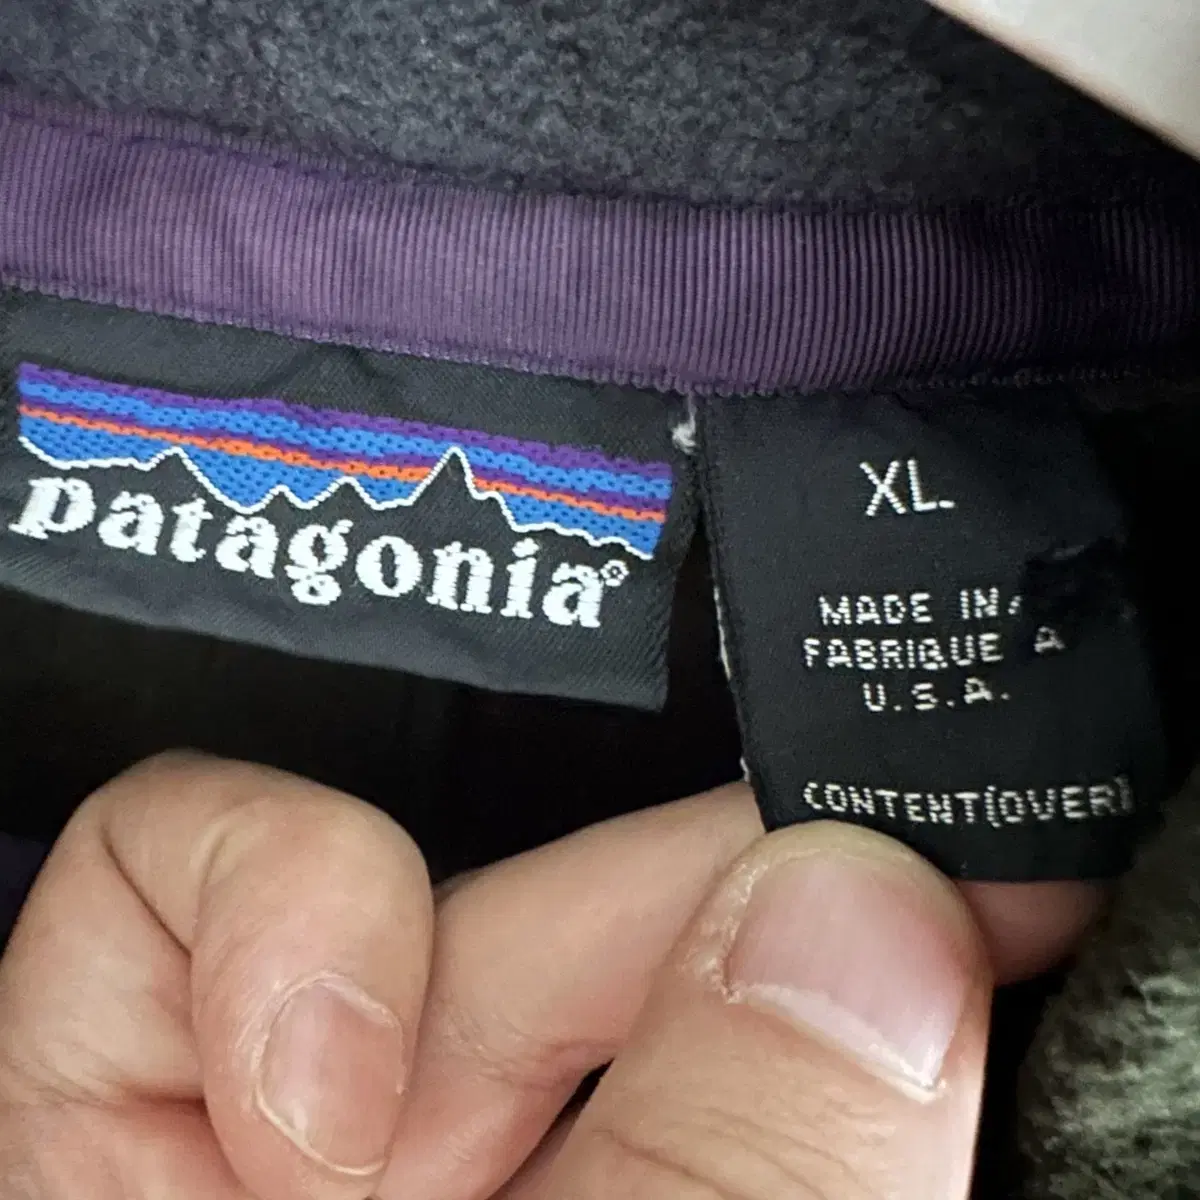 patagonia®
XL
MADE IN
FABRIQUE A
U.S.A.
CONTENT(OVER)